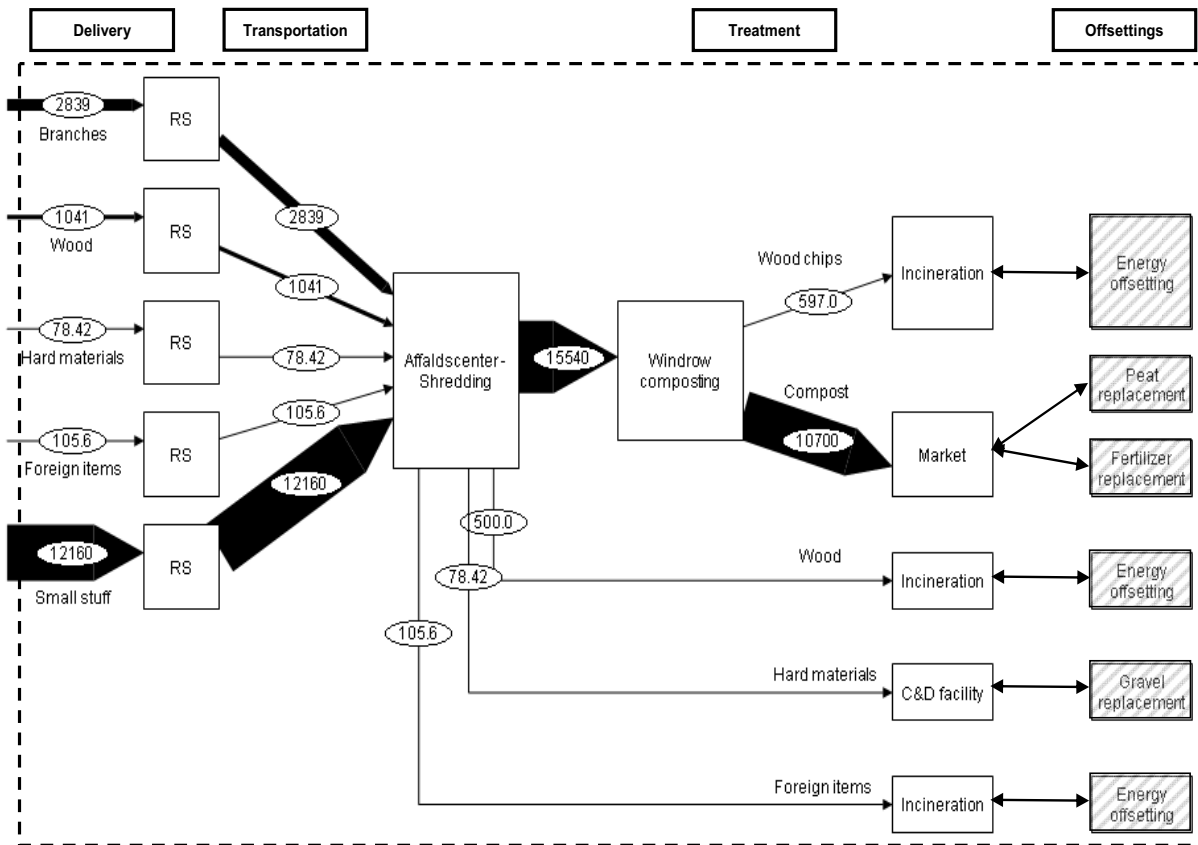 Delivery
Transportation
Treatment
Offsettings
2839
Branches
RS
2839
1041
Wood
RS
1041
78.42
Hard materials
RS
78.42
105.6
Foreign items
RS
105.6
12160
Small stuff
RS
12160
Affaldscenter-
Shredding
15540
Windrow
composting
Wood chips
597.0
Incineration
Energy
offsetting
Compost
10700
Market
Peat
replacement
Fertilizer
replacement
500.0
Wood
Incineration
Energy
offsetting
78.42
Hard materials
C&D facility
Gravel
replacement
105.6
Foreign items
Incineration
Energy
offsetting